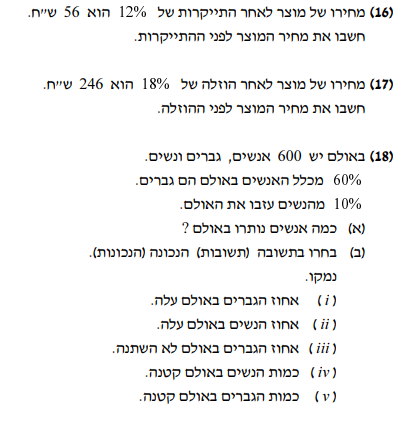 (16) מחירו של מוצר לאחר התייקרות של 12% הוא 56 ש״ח.
חשבו את מחיר המוצר לפני ההתייקרות.
(17) מחירו של מוצר לאחר הוזלה של 18% הוא 246 ש״ח.
חשבו את מחיר המוצר לפני ההוזלה.
(18) באולם יש 600 אנשים, גברים ונשים.
60% מכלל האנשים באולם הם גברים.
10% מהנשים עזבו את האולם.
(א) כמה אנשים נותרו באולם ?
(ב) בחרו בתשובה (תשובות) הנכונה (הנכונות).
נמקו.
(i) אחוז הגברים באולם עלה.
(ii) אחוז הנשים באולם עלה.
(iii) אחוז הגברים באולם לא השתנה.
(iv) כמות הנשים באולם קטנה.
(v) כמות הגברים באולם קטנה.